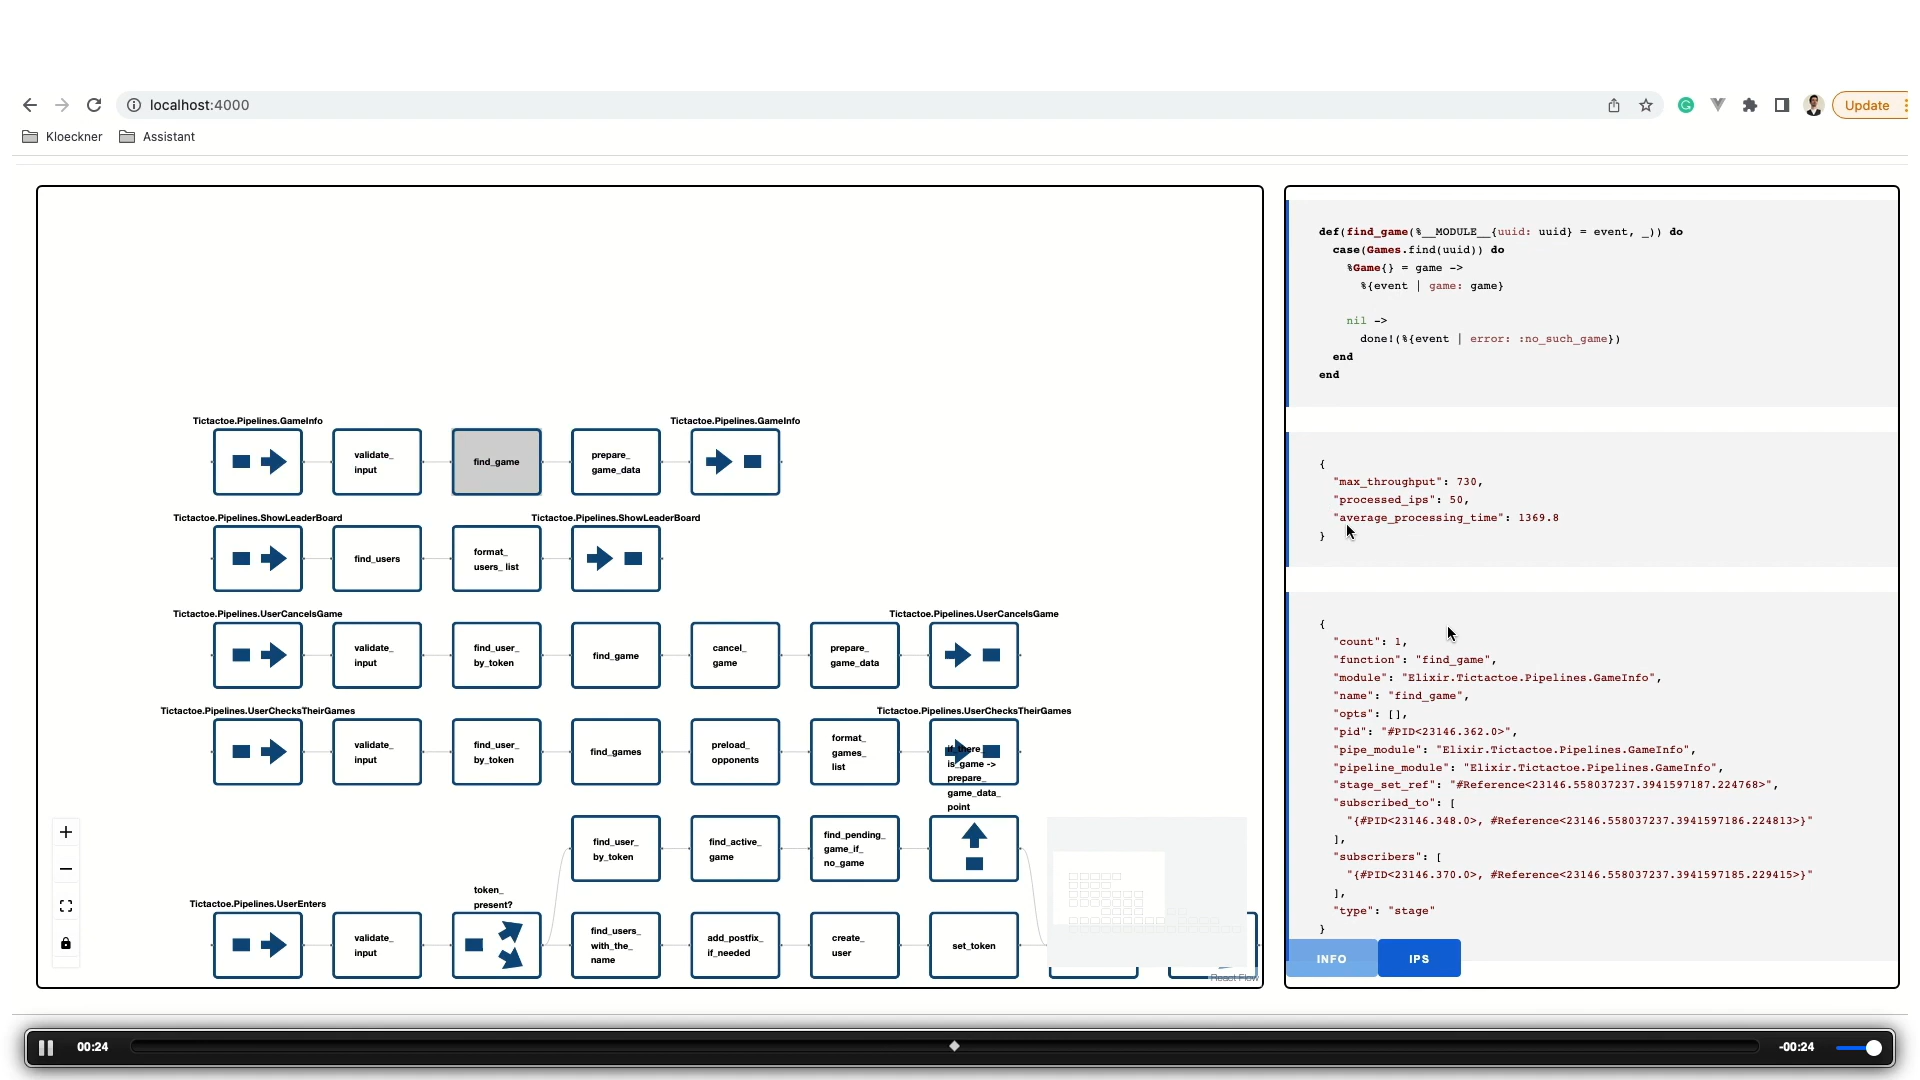 localhost:4000
Update
Kloeckner
Assistant
Tictactoe.Pipelines.GameInfo
Tictactoe.Pipelines.GameInfo
validate_
input
find_game
prepare_
game_data
Tictactoe.Pipelines.ShowLeaderBoard
Tictactoe.Pipelines.ShowLeaderBoard
find_users
format_
users_ list
Tictactoe.Pipelines.UserCancelsGame
Tictactoe.Pipelines.UserCancelsGame
validate_
input
find_user_
by_token
find_game
cancel_
game
prepare_
game_data
Tictactoe.Pipelines.UserChecksTheirGames
Tictactoe.Pipelines.UserChecksTheirGames
validate_
input
find_user_
by_token
find_games
preload_
opponents
format_
games_
list
if_there_
is_game ->
prepare_
game_data_
point
find_user_
by_token
find_active_
game
find_pending_
game_if_
no_game
Tictactoe.Pipelines.UserEnters
validate_
input
token_
present?
find_users_
with_the_
name
add_postfix_
if_needed
create_
user
set_token
React Flow
def(find_game(%__MODULE__{uuid: uuid} = event, _)) do
case(Games.find(uuid)) do
%Game{} = game ->
%{event | game: game}
nil ->
done!(%{event | error: :no_such_game})
end
end
{
"max_throughput": 730,
"processed_ips": 50,
"average_processing_time": 1369.8
}
{
"count": 1,
"function": "find_game",
"module": "Elixir.Tictactoe.Pipelines.GameInfo",
"name": "find_game",
"opts": [],
"pid": "#PID<23146.362.0>",
"pipe_module": "Elixir.Tictactoe.Pipelines.GameInfo",
"pipeline_module": "Elixir.Tictactoe.Pipelines.GameInfo",
"stage_set_ref": "#Reference<23146.558037237.3941597187.224768>",
"subscribed_to": [
"{#PID<23146.348.0>, #Reference<23146.558037237.3941597186.224813>}"
],
"subscribers": [
"{#PID<23146.370.0>, #Reference<23146.558037237.3941597185.229415>}"
],
"type": "stage"
}
INFO
IPS
00:24
-00:24